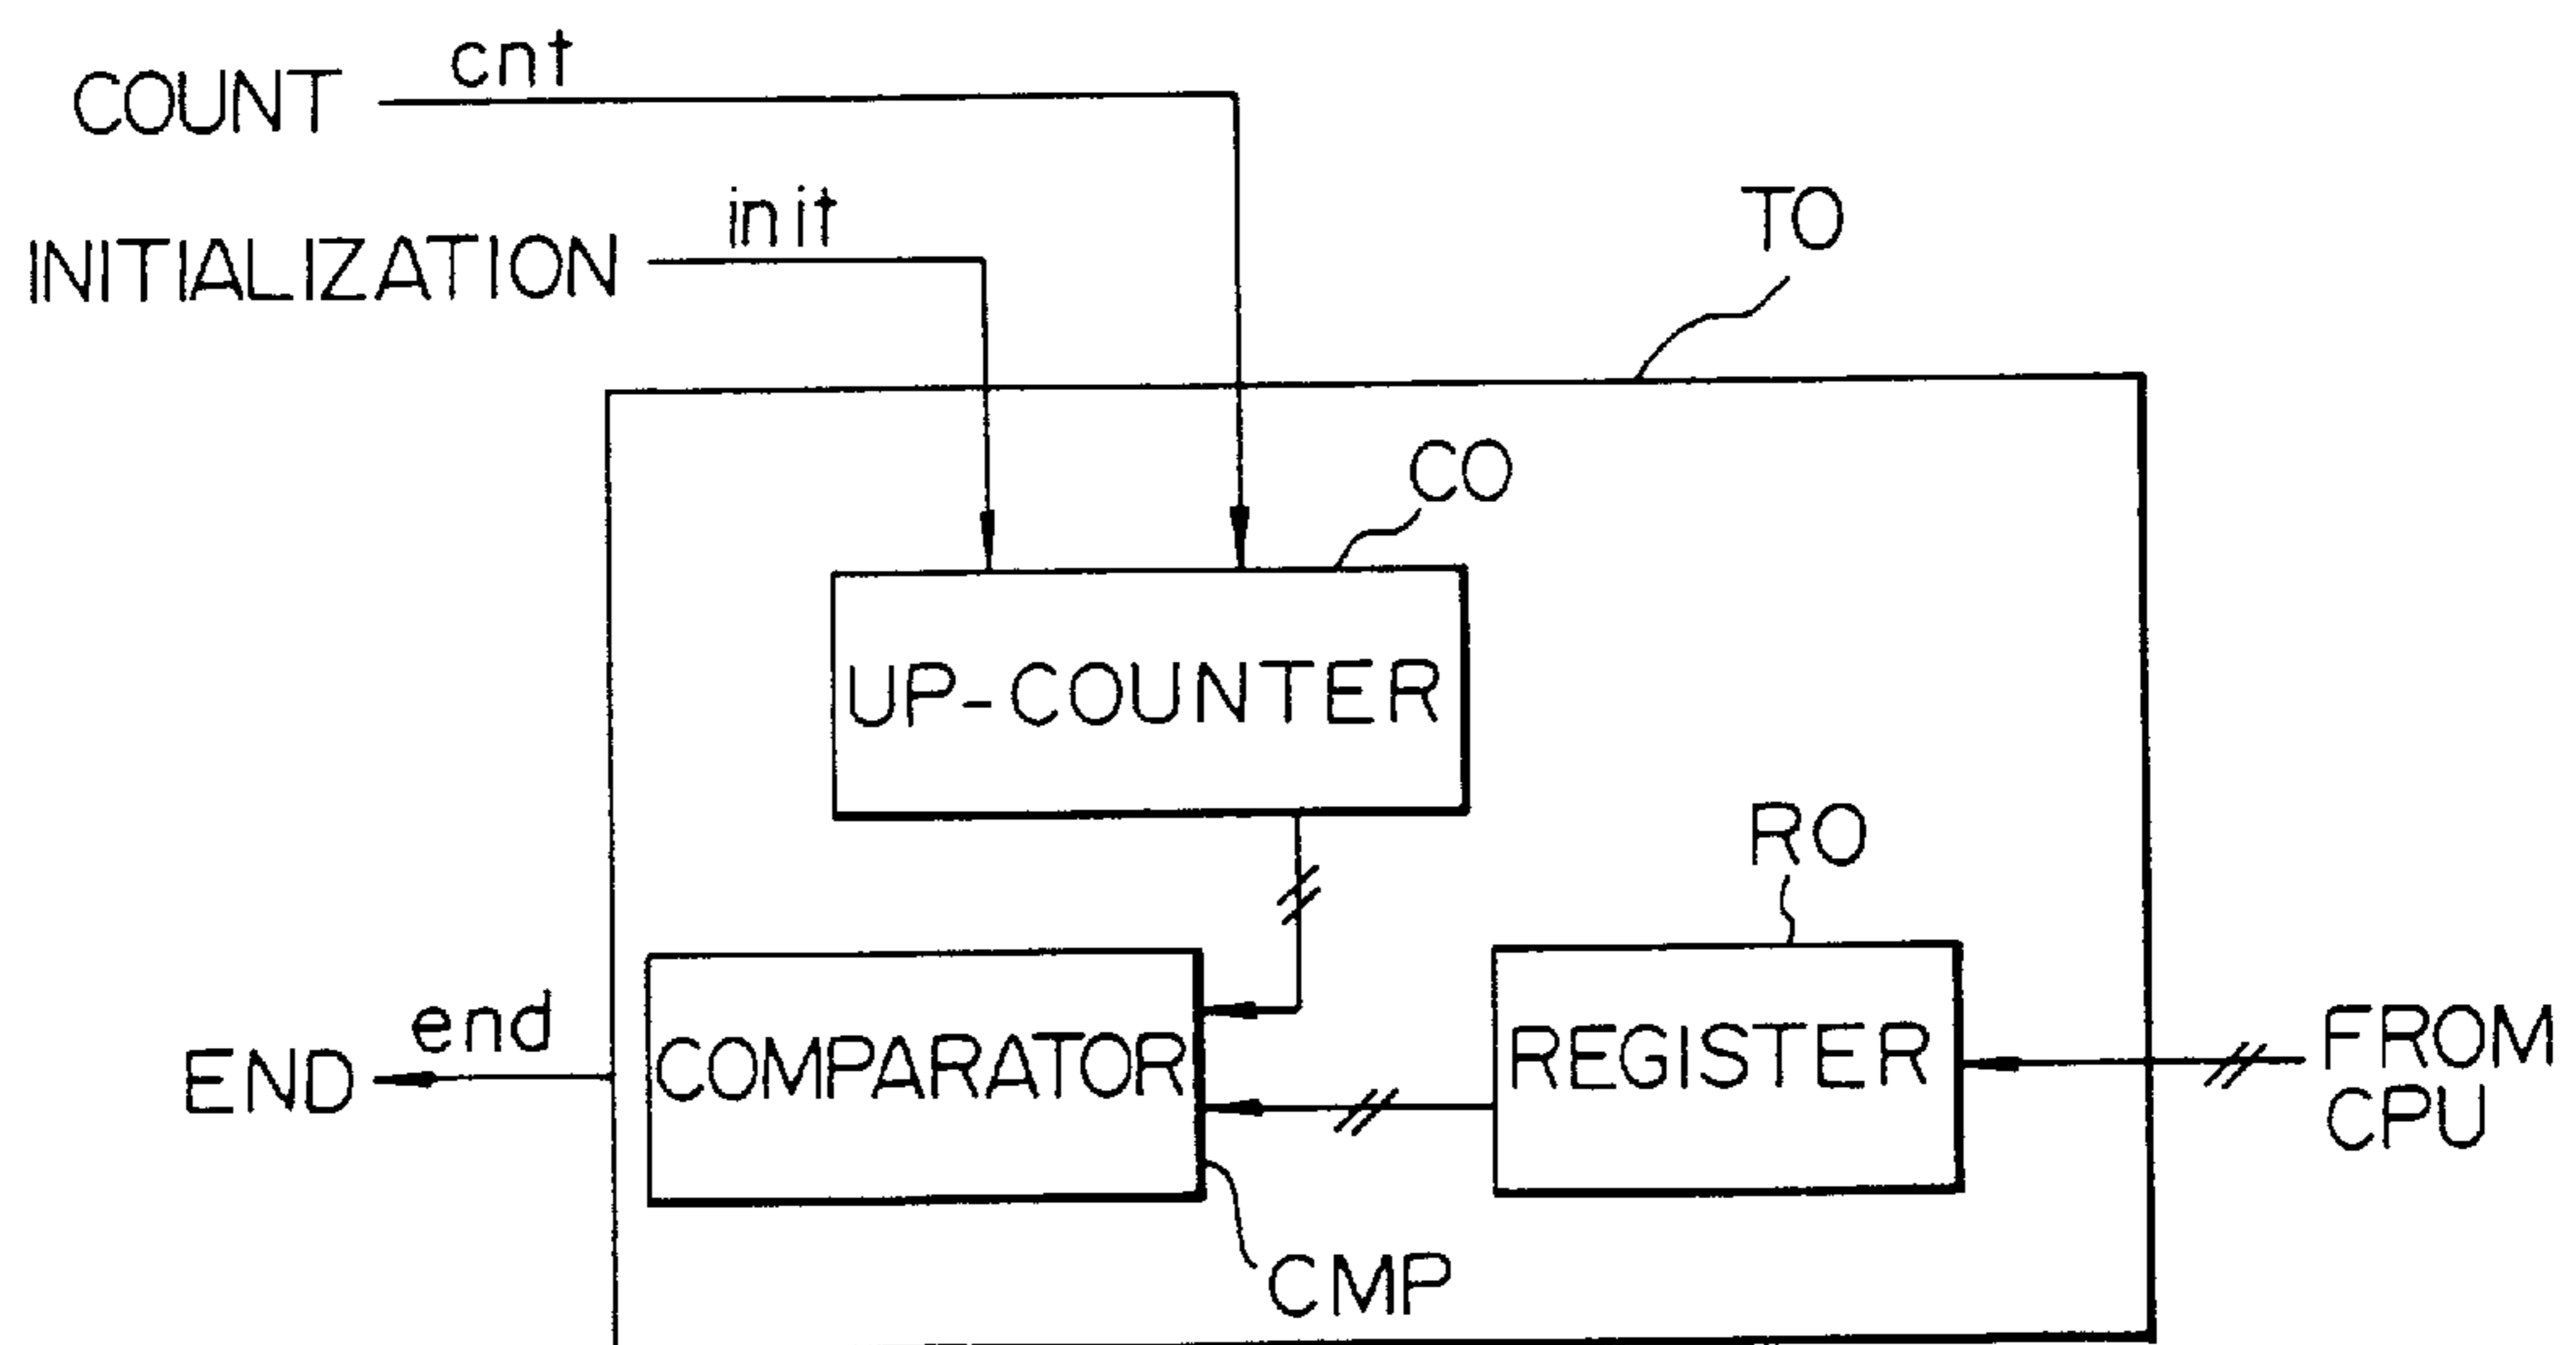 cnt
COUNT
init
INITIALIZATION
TO
CO
UP-COUNTER
RO
end
END
COMPARATOR
REGISTER
FROM
CPU
CMP